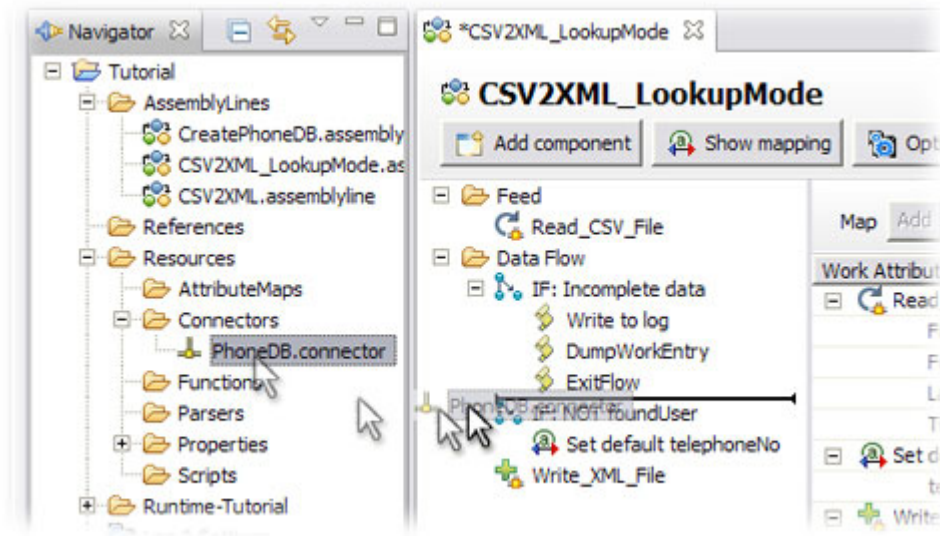 Navigator
Tutorial
AssemblyLines
CreatePhoneDB.assembly
CSV2XML_LookupMode.as
CSV2XML.assemblyline
References
Resources
AttributeMaps
Connectors
PhoneDB.connector
Functions
Parsers
Properties
Scripts
Runtime-Tutorial
*CSV2XML_LookupMode
CSV2XML_LookupMode
Add component
Show mapping
Opt
Feed
Read_CSV_File
Data Flow
IF: Incomplete data
Write to log
DumpWorkEntry
ExitFlow
PhoneDB.connector
IF: NOT foundUser
Set default telephoneNo
Write_XML_File
Map Add
Work Attribut
Read
F
F
L
T
Set d
te
Write